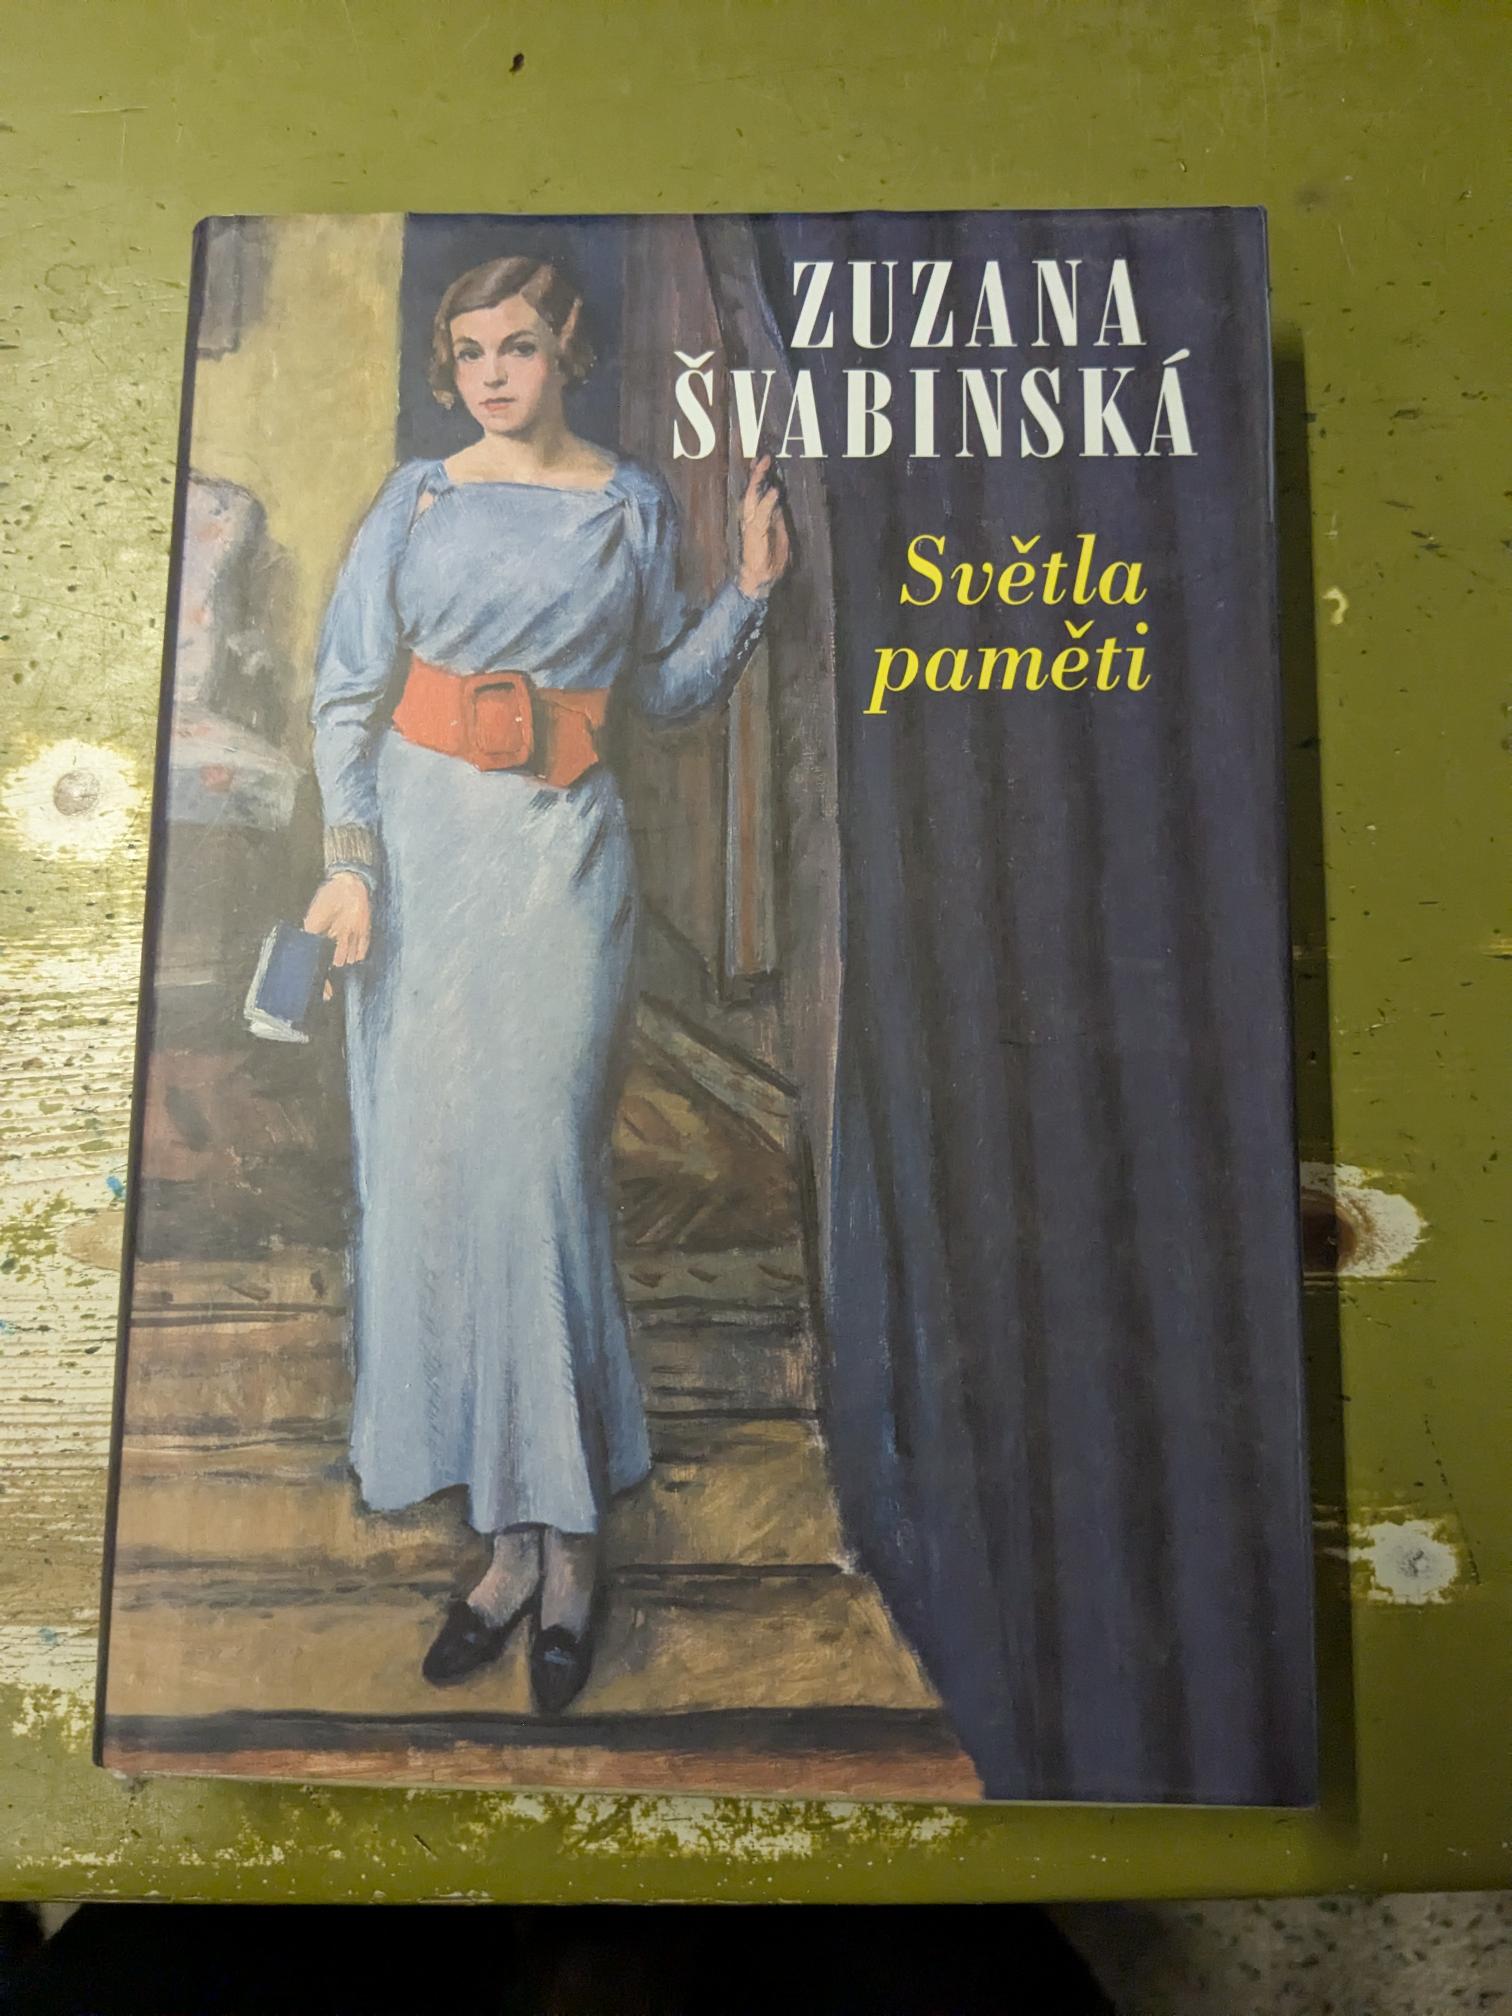 ZUZANA
ŠVABINSKÁ
Světla
paměti